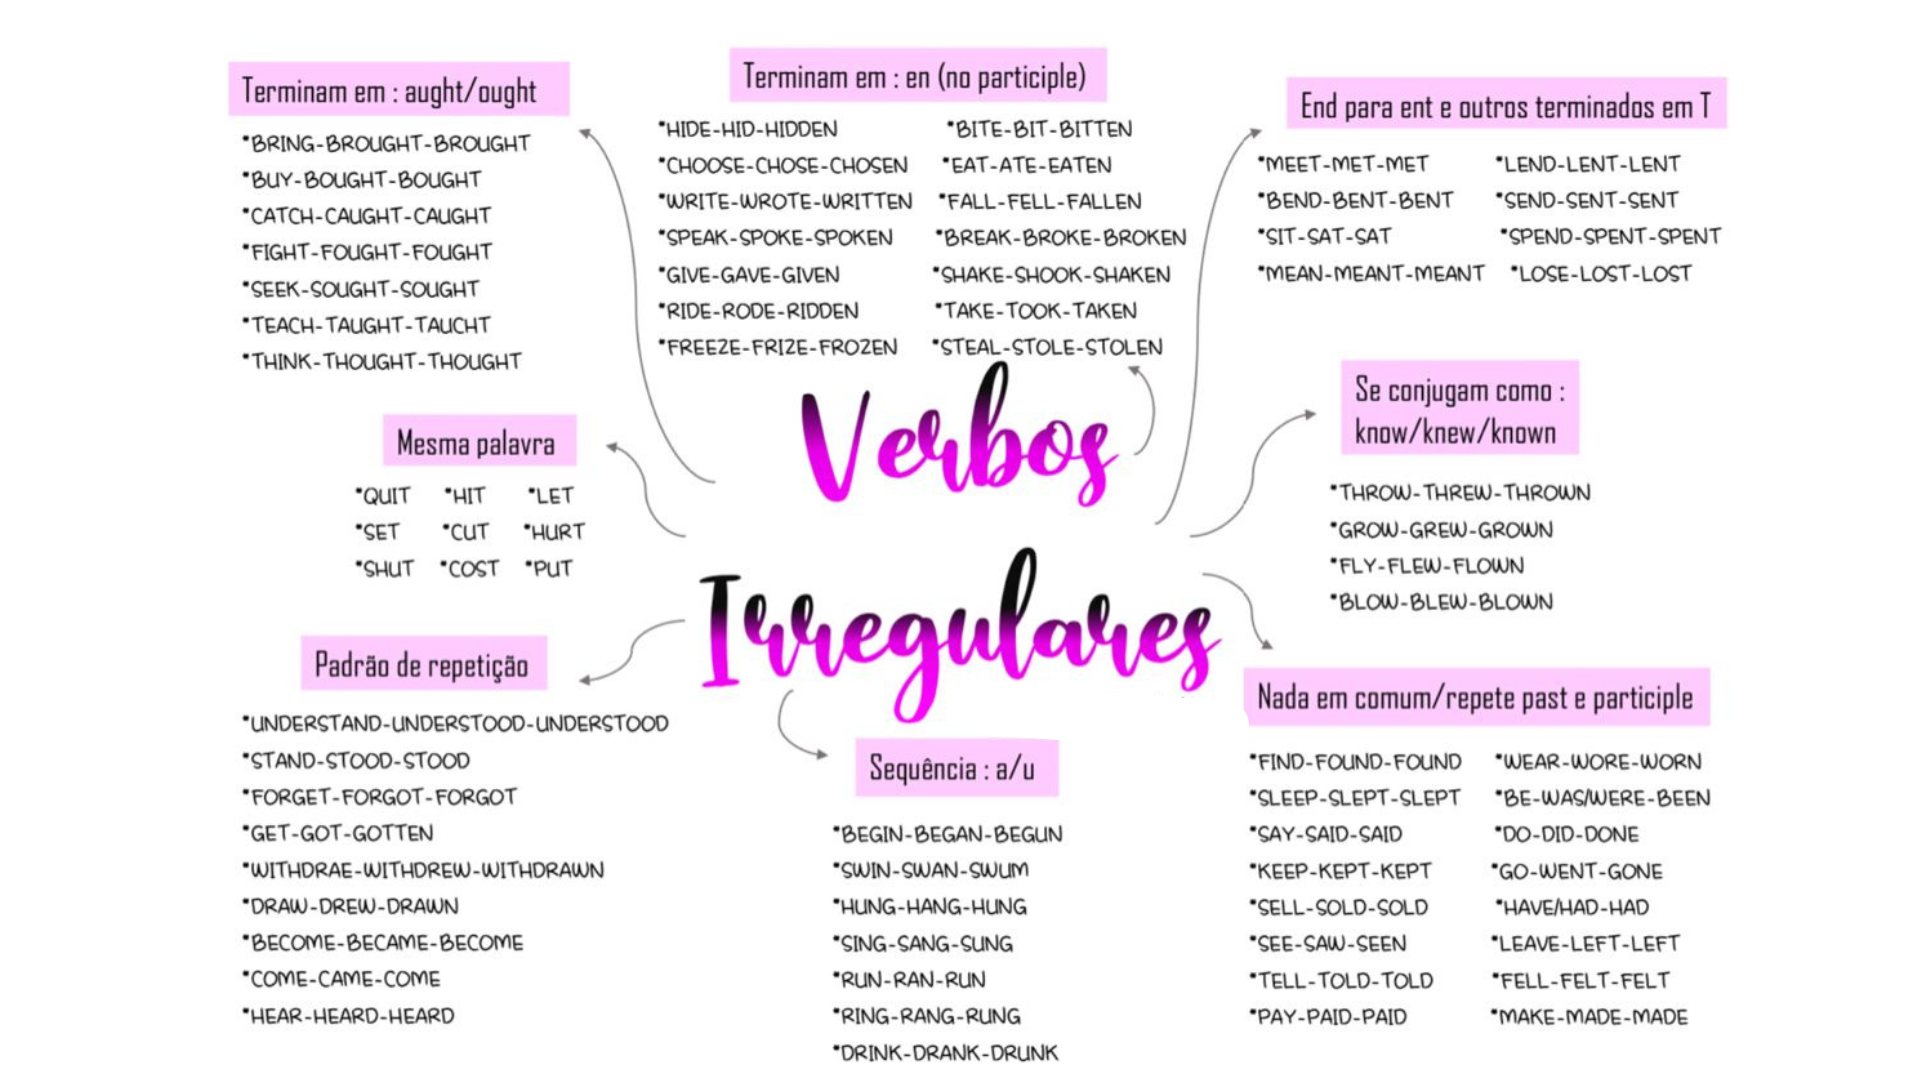 Terminam em : aught/ought
*BRING-BROUGHT-BROUGHT
*BUY-BOUGHT-BOUGHT
*CATCH-CAUGHT-CAUGHT
*FIGHT-FOUGHT-FOUGHT
*SEEK-SOUGHT-SOUGHT
*TEACH-TAUGHT-TAUCHT
*THINK-THOUGHT-THOUGHT
Terminam em : en (no participle)
*HIDE-HID-HIDDEN
*CHOOSE-CHOSE-CHOSEN
*WRITE-WROTE-WRITTEN
*SPEAK-SPOKE-SPOKEN
*GIVE-GAVE-GIVEN
*RIDE-RODE-RIDDEN
*FREEZE-FRIZE-FROZEN
*BITE-BIT-BITTEN
*EAT-ATE-EATEN
*FALL-FELL-FALLEN
*BREAK-BROKE-BROKEN
*SHAKE-SHOOK-SHAKEN
*TAKE-TOOK-TAKEN
*STEAL-STOLE-STOLEN
End para ent e outros terminados em T
*MEET-MET-MET
*BEND-BENT-BENT
*SIT-SAT-SAT
*MEAN-MEANT-MEANT
*LEND-LENT-LENT
*SEND-SENT-SENT
*SPEND-SPENT-SPENT
*LOSE-LOST-LOST
Mesma palavra
*QUIT *HIT *LET
*SET *CUT *HURT
*SHUT *COST *PUT
Verbos
Irregulares
Se conjugam como :
know/knew/known
*THROW-THREW-THROWN
*GROW-GREW-GROWN
*FLY-FLEW-FLOWN
*BLOW-BLEW-BLOWN
Padrão de repetição
*UNDERSTAND-UNDERSTOOD-UNDERSTOOD
*STAND-STOOD-STOOD
*FORGET-FORGOT-FORGOT
*GET-GOT-GOTTEN
*WITHDRAE-WITHDREW-WITHDRAWN
*DRAW-DREW-DRAWN
*BECOME-BECAME-BECOME
*COME-CAME-COME
*HEAR-HEARD-HEARD
Sequência : a/u
*BEGIN-BEGAN-BEGUN
*SWIN-SWAN-SWUM
*HUNG-HANG-HUNG
*SING-SANG-SUNG
*RUN-RAN-RUN
*RING-RANG-RUNG
*DRINK-DRANK-DRUNK
Nada em comum/repete past e participle
*FIND-FOUND-FOUND
*SLEEP-SLEPT-SLEPT
*SAY-SAID-SAID
*KEEP-KEPT-KEPT
*SELL-SOLD-SOLD
*SEE-SAW-SEEN
*TELL-TOLD-TOLD
*PAY-PAID-PAID
*WEAR-WORE-WORN
*BE-WAS/WERE-BEEN
*DO-DID-DONE
*GO-WENT-GONE
*HAVE/HAD-HAD
*LEAVE-LEFT-LEFT
*FELL-FELT-FELT
*MAKE-MADE-MADE